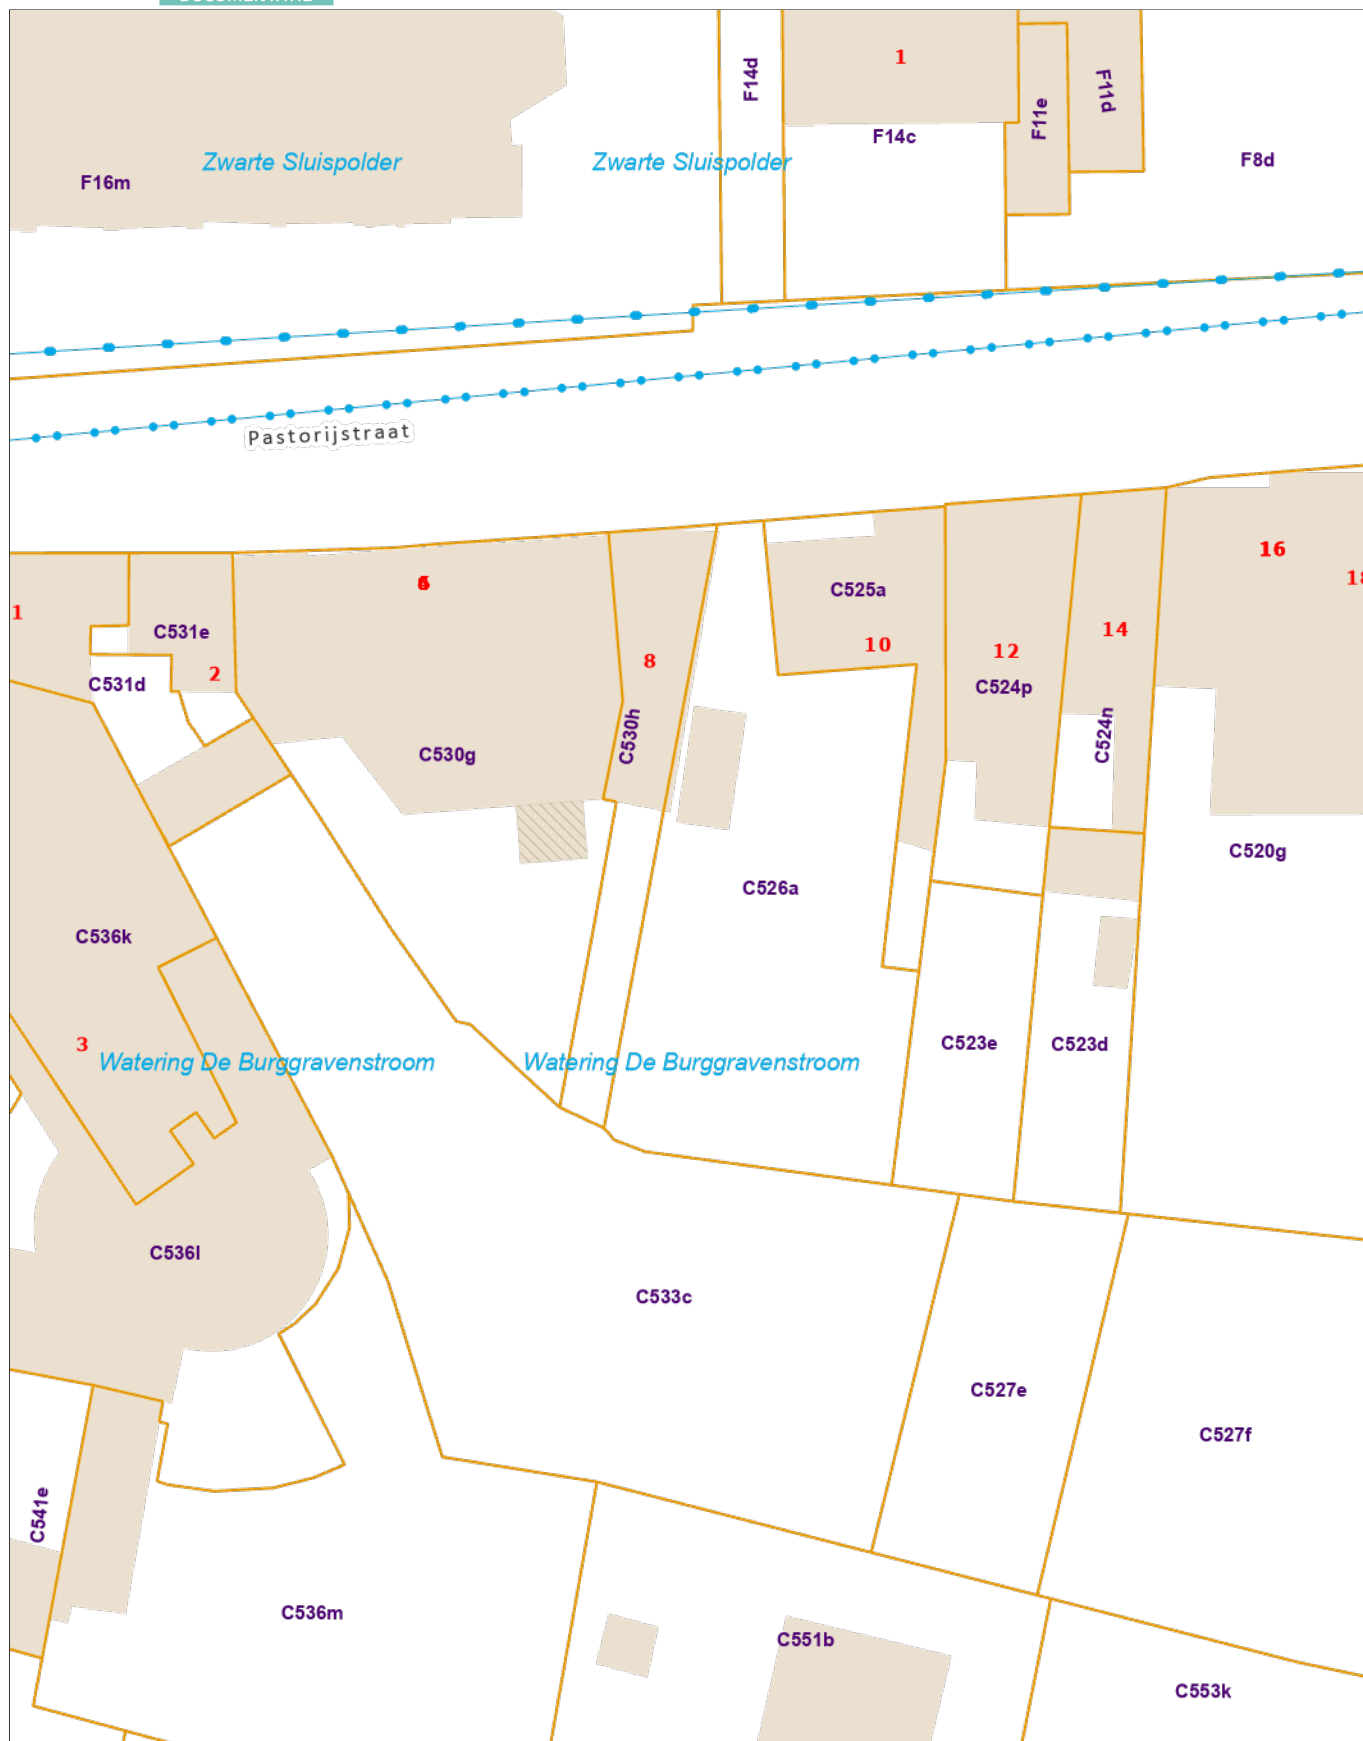 1
F14d
F11d
F11e
F14c
F8d
Zwarte Sluispolder
Zwarte Sluispolder
F16m
Pastorijstraat
16
18
C525a
1
14
C531e
10
12
8
2
C531d
C524p
C530h
C524n
C530g
C520g
C526a
C536k
3
C523e
C523d
Watering De Burggravenstroom
Watering De Burggravenstroom
C536l
C533c
C527e
C527f
C541e
C536m
C551b
C553k